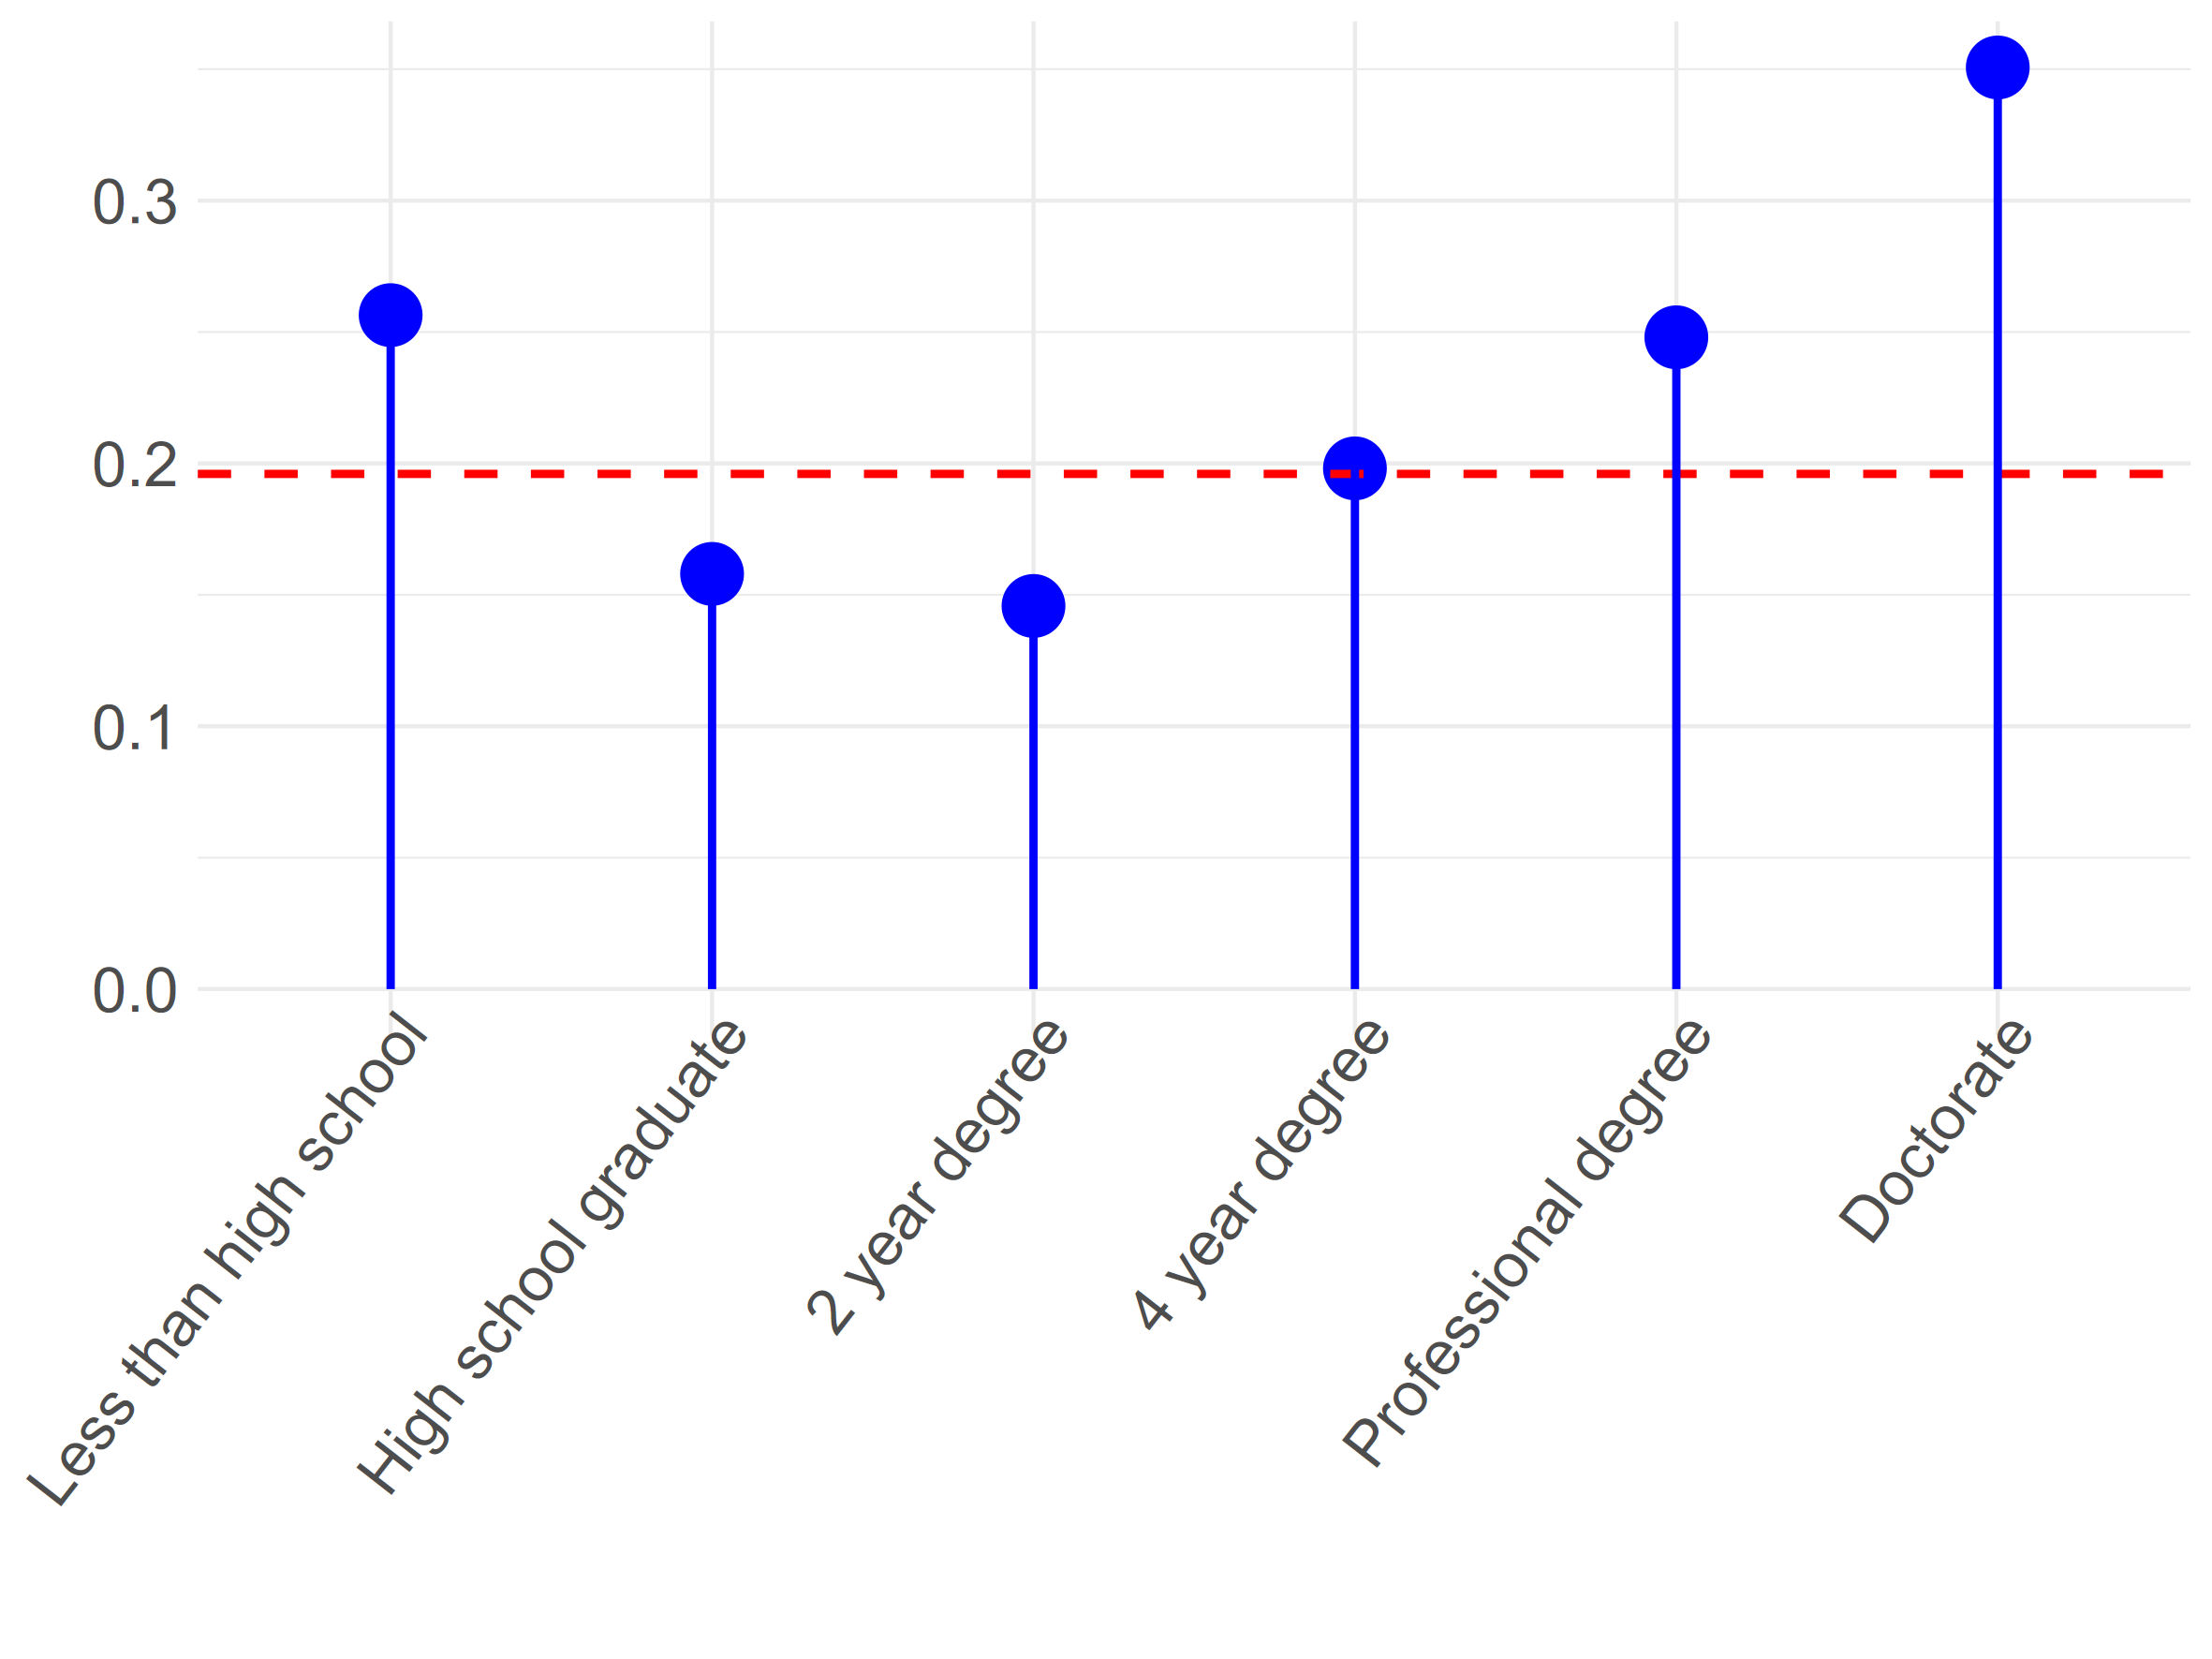 0.3
0.2
0.1
0.0
Less than high school
High school graduate
2 year degree
4 year degree
Professional degree
Doctorate